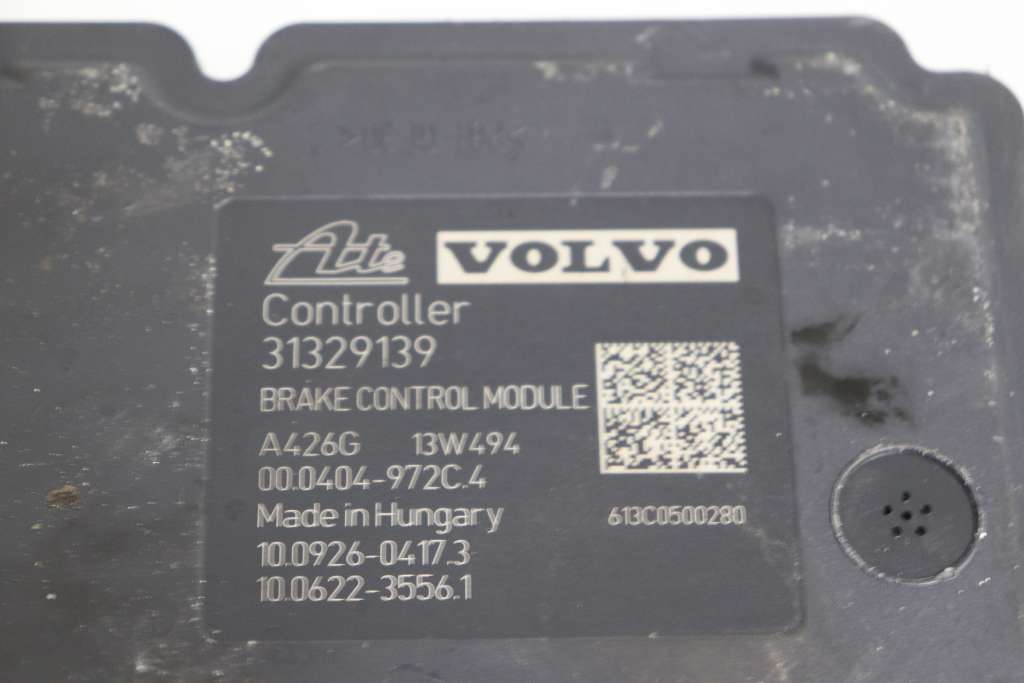 Ate VOLVO
Controller
31329139
BRAKE CONTROL MODULE
A426G 13W494
00.0404-972C.4
Made in Hungary 613C0500280
10.0926-0417.3
10.0622-3556.1